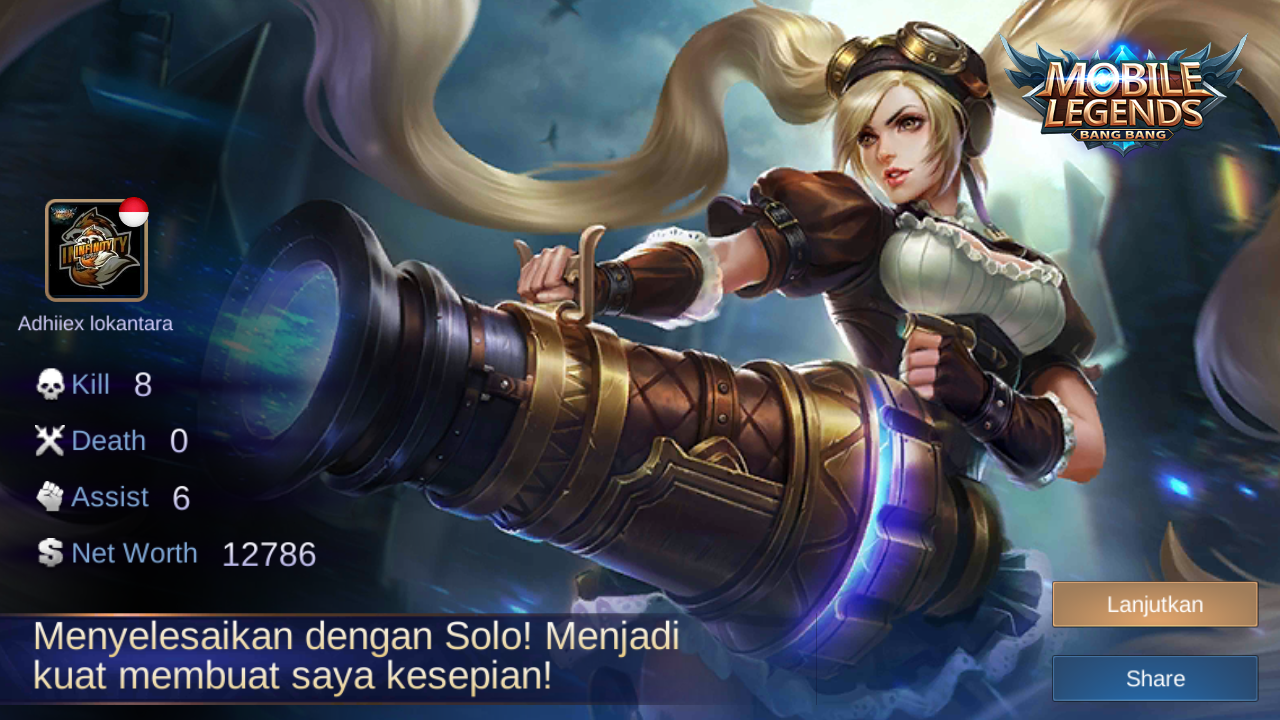 MOBILE
LEGENDS
BANG BANG
INFINITY
Adhiiex lokantara
Kill 8
Death 0
Assist 6
Net Worth 12786
Menyelesaikan dengan Solo! Menjadi
kuat membuat saya kesepian!
Lanjutkan
Share